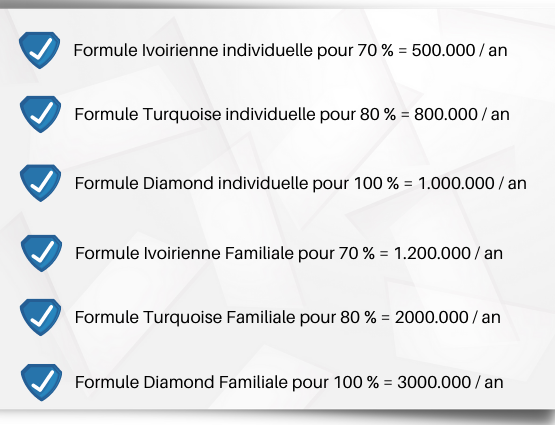 Formule Ivoirienne individuelle pour 70 % = 500.000 / an
Formule Turquoise individuelle pour 80 % = 800.000 / an
Formule Diamond individuelle pour 100 % = 1.000.000 / an
Formule Ivoirienne Familiale pour 70 % = 1.200.000 / an
Formule Turquoise Familiale pour 80 % = 2000.000 / an
Formule Diamond Familiale pour 100 % = 3000.000 / an